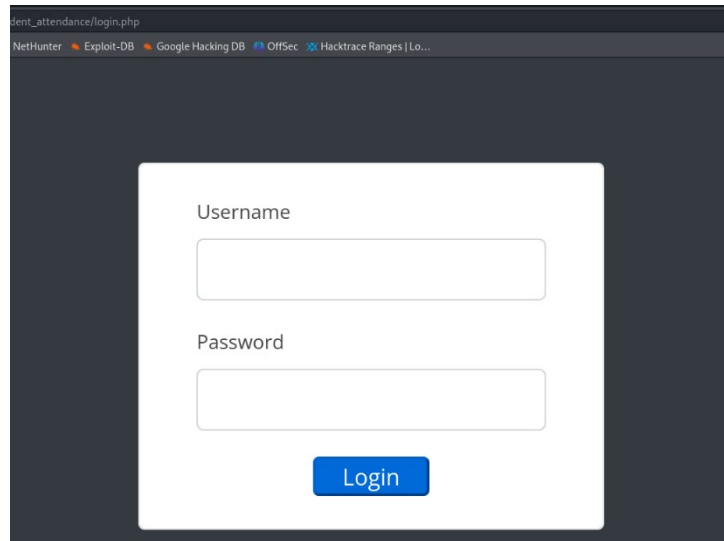 dent_attendance/login.php
NetHunter Exploit-DB Google Hacking DB OffSec Hacktrace Ranges | Lo...
Username
Password
Login